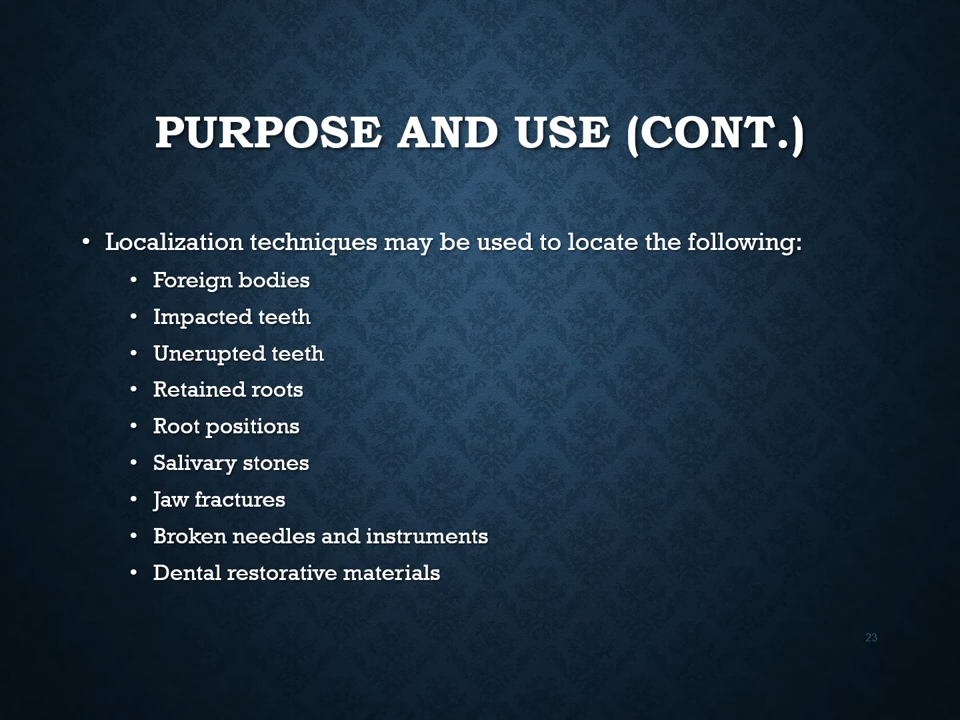 PURPOSE AND USE (CONT.)
• Localization techniques may be used to locate the following:
• Foreign bodies
• Impacted teeth
• Unerupted teeth
• Retained roots
• Root positions
• Salivary stones
• Jaw fractures
• Broken needles and instruments
• Dental restorative materials
23